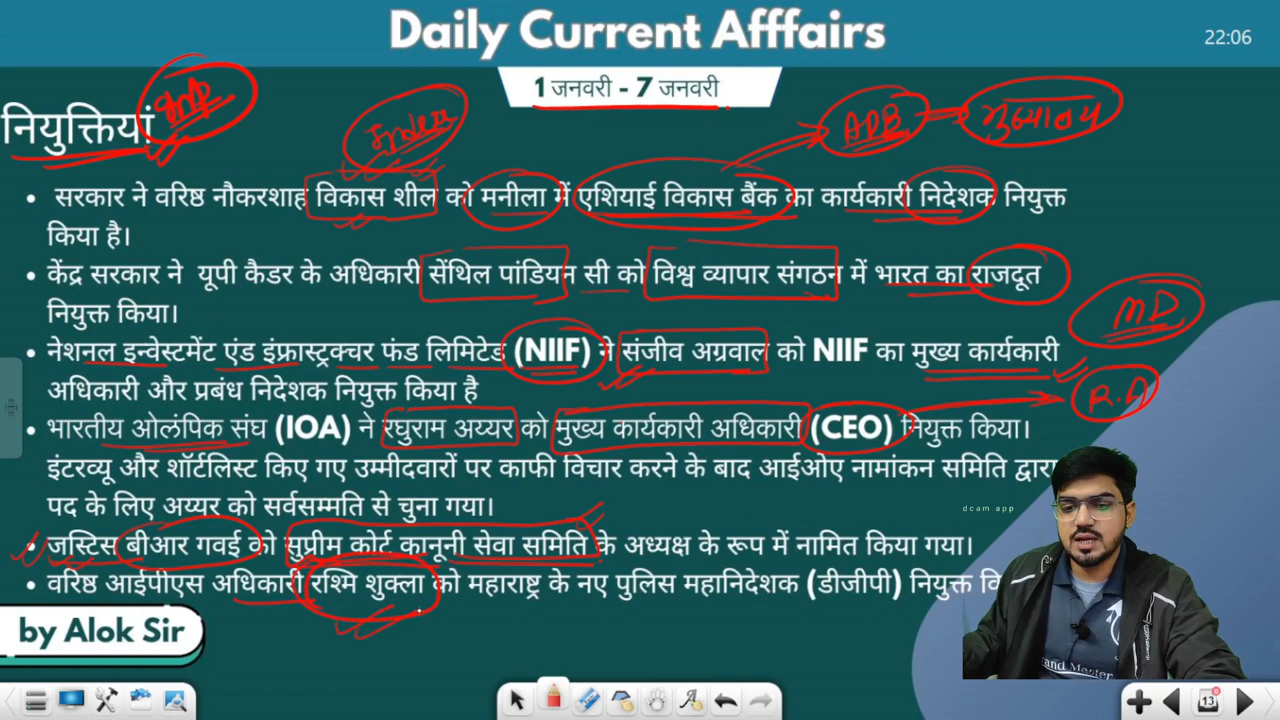 Daily Current Afffairs
22:06
1 जनवरी - 7 जनवरी
नियुक्तियां
ADB
मुख्यालय
• सरकार ने वरिष्ठ नौकरशाह विकास शील को मनीला में एशियाई विकास बैंक का कार्यकारी निदेशक नियुक्त
किया है।
• केंद्र सरकार ने यूपी कैडर के अधिकारी सेंथिल पांडियन सी को विश्व व्यापार संगठन में भारत का राजदूत
नियुक्त किया।
MD
• नेशनल इन्वेस्टमेंट एंड इंफ्रास्ट्रक्चर फंड लिमिटेड (NIIF) ने संजीव अग्रवाल को NIIF का मुख्य कार्यकारी
अधिकारी और प्रबंध निदेशक नियुक्त किया है
R.A
• भारतीय ओलंपिक संघ (IOA) ने रघुराम अय्यर को मुख्य कार्यकारी अधिकारी (CEO) नियुक्त किया।
इंटरव्यू और शॉर्टलिस्ट किए गए उम्मीदवारों पर काफी विचार करने के बाद आईओए नामांकन समिति द्वारा
पद के लिए अय्यर को सर्वसम्मति से चुना गया।
dcam.app
• जस्टिस बीआर गवई को सुप्रीम कोर्ट कानूनी सेवा समिति के अध्यक्ष के रूप में नामित किया गया।
• वरिष्ठ आईपीएस अधिकारी रश्मि शुक्ला को महाराष्ट्र के नए पुलिस महानिदेशक (डीजीपी) नियुक्त
by Alok Sir
13